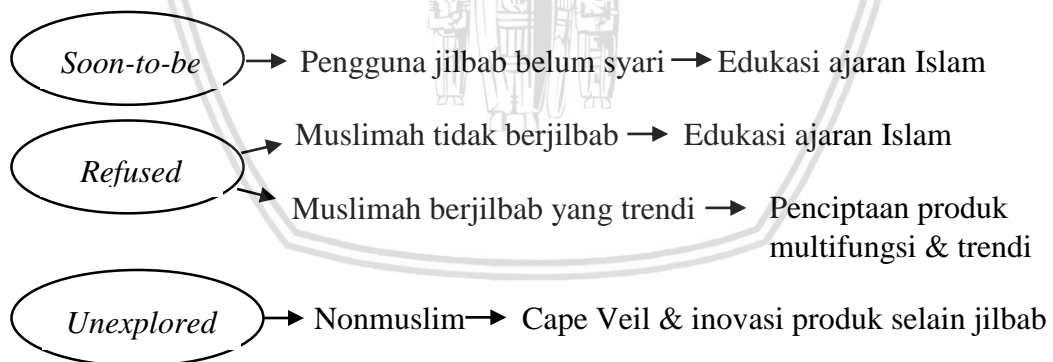 Soon-to-be → Pengguna jilbab belum syari → Edukasi ajaran Islam
Muslimah tidak berjilbab → Edukasi ajaran Islam
Refused
Muslimah berjilbab yang trendi → Penciptaan produk
multifungsi & trendi
Unexplored → Nonmuslim → Cape Veil & inovasi produk selain jilbab